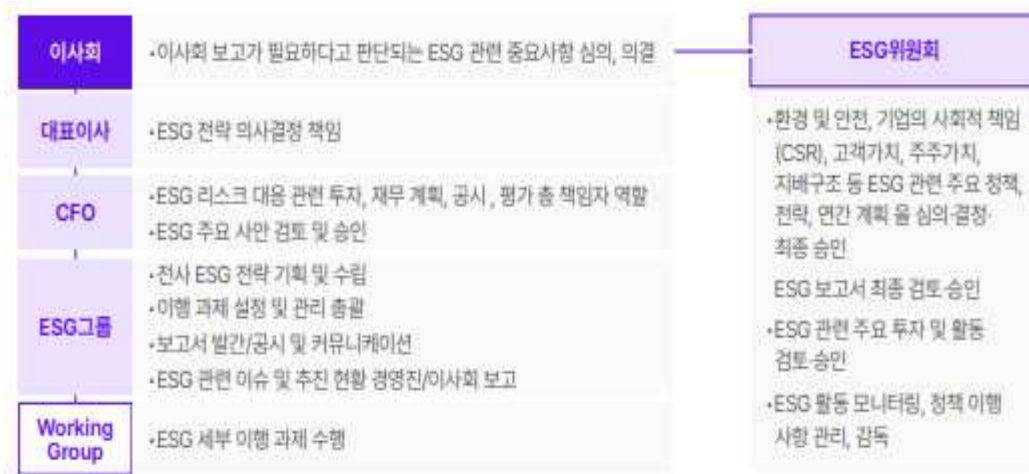 이사회
•이사회 보고가 필요하다고 판단되는 ESG 관련 중요사항 심의, 의결
대표이사
•ESG 전략 의사결정 책임
CFO
•ESG 리스크 대응 관련 투자, 재무 계획, 공시 , 평가 총 책임자 역할
•ESG 주요 사안 검토 및 승인
ESG그룹
•전사 ESG 전략 기획 및 수립
•이행 과제 설정 및 관리 총괄
•보고서 발간/공시 및 커뮤니케이션
•ESG 관련 이슈 및 추진 현황 경영진/이사회 보고
Working
Group
•ESG 세부 이행 과제 수행
ESG위원회
•환경 및 안전, 기업의 사회적 책임
(CSR), 고객가치, 주주가치,
지배구조 등 ESG 관련 주요 정책,
전략, 연간 계획 을 심의·결정·
최종 승인
ESG 보고서 최종 검토·승인
•ESG 관련 주요 투자 및 활동
검토·승인
•ESG 활동 모니터링, 정책 이행
사항 관리, 감독